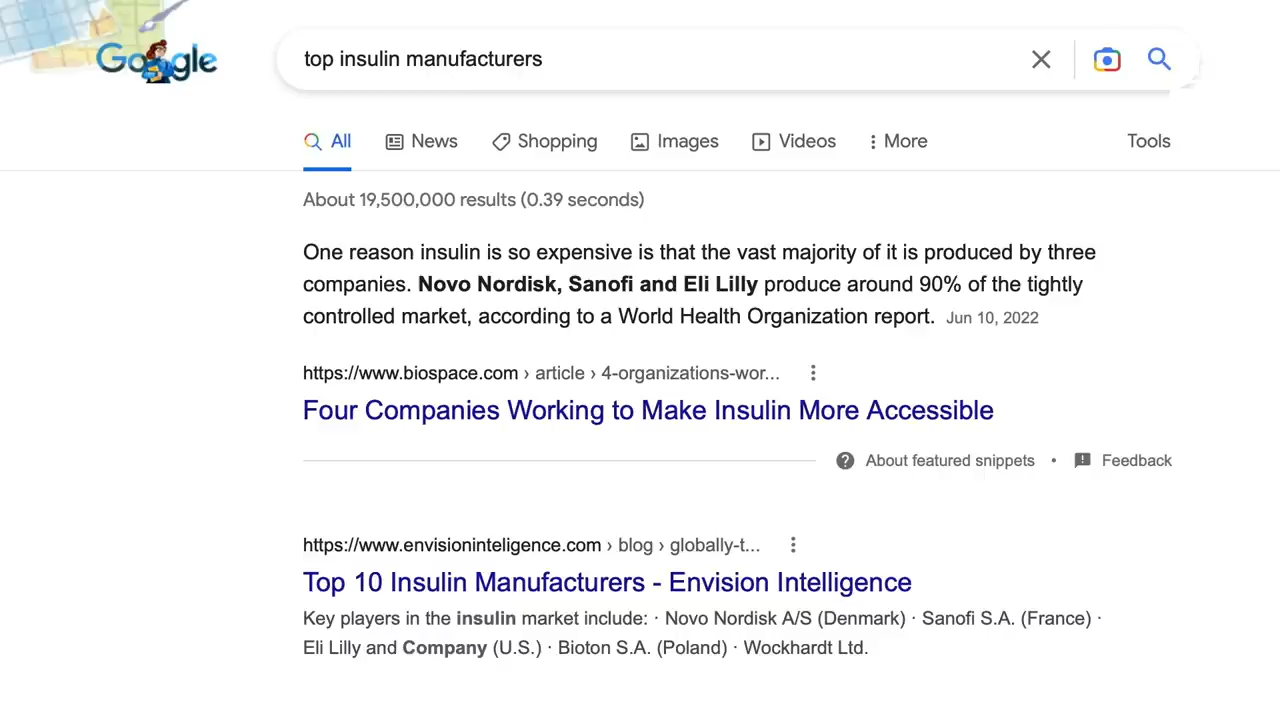 Google
top insulin manufacturers
All News Shopping Images Videos More Tools
About 19,500,000 results (0.39 seconds)
One reason insulin is so expensive is that the vast majority of it is produced by three
companies. Novo Nordisk, Sanofi and Eli Lilly produce around 90% of the tightly
controlled market, according to a World Health Organization report. Jun 10, 2022
https://www.biospace.com › article › 4-organizations-wor...
Four Companies Working to Make Insulin More Accessible
About featured snippets • Feedback
https://www.envisioninteligence.com › blog › globally-t...
Top 10 Insulin Manufacturers - Envision Intelligence
Key players in the insulin market include: · Novo Nordisk A/S (Denmark) · Sanofi S.A. (France) ·
Eli Lilly and Company (U.S.) · Bioton S.A. (Poland) · Wockhardt Ltd.